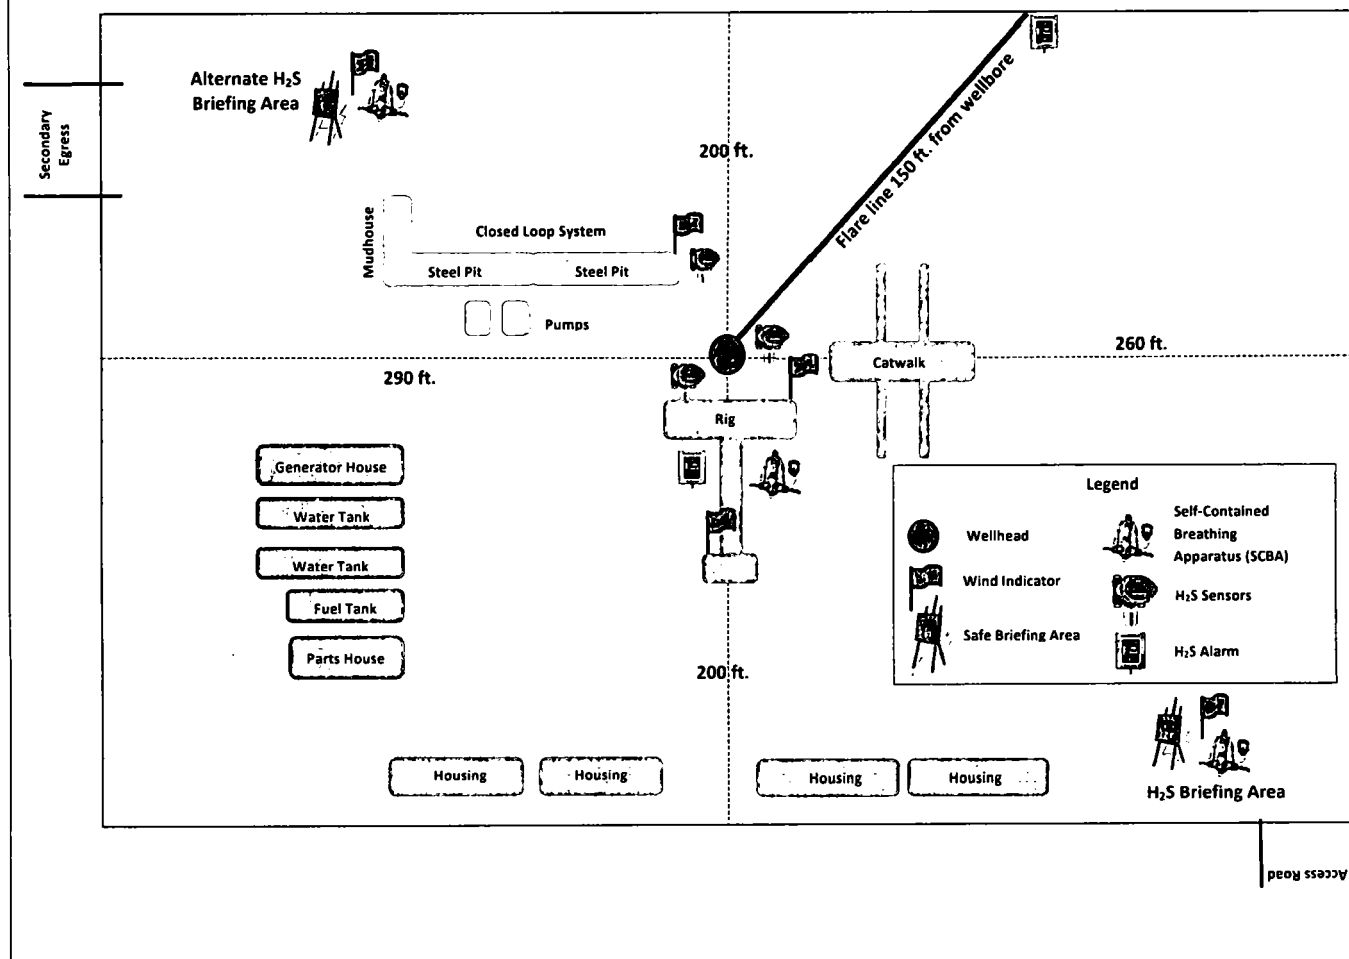 Alternate H₂S
Briefing Area
Secondary
Egress
200 ft.
Flare line 150 ft. from wellbore
Mudhouse
Closed Loop System
Steel Pit
Steel Pit
Pumps
290 ft.
260 ft.
Catwalk
Rig
Generator House
Water Tank
Water Tank
Fuel Tank
Parts House
200 ft.
Legend
Wellhead
Wind Indicator
Safe Briefing Area
Self-Contained
Breathing
Apparatus (SCBA)
H₂S Sensors
H₂S Alarm
Housing
Housing
Housing
Housing
H₂S Briefing Area
Access Road